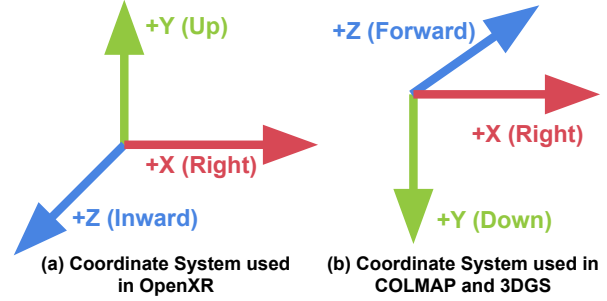 +Y (Up)
+X (Right)
+Z (Inward)
(a) Coordinate System used
in OpenXR
+Z (Forward)
+X (Right)
+Y (Down)
(b) Coordinate System used in
COLMAP and 3DGS